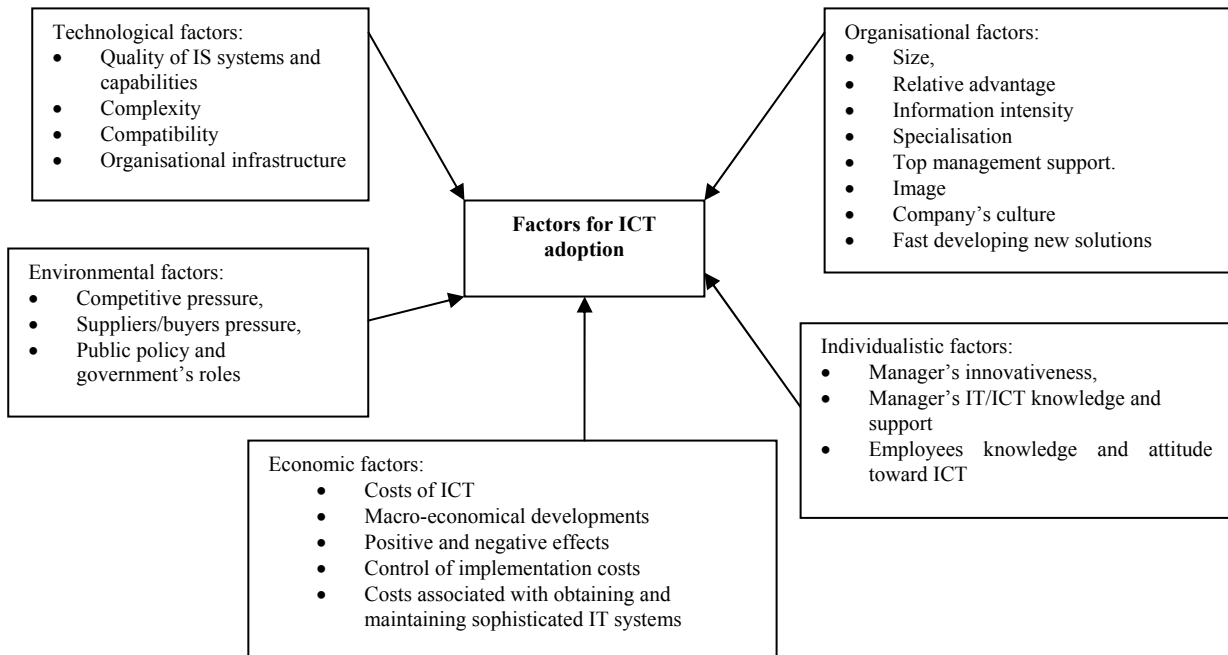 Technological factors:
• Quality of IS systems and
capabilities
• Complexity
• Compatibility
• Organisational infrastructure
Organisational factors:
• Size,
• Relative advantage
• Information intensity
• Specialisation
• Top management support.
• Image
• Company’s culture
• Fast developing new solutions
Factors for ICT
adoption
Environmental factors:
• Competitive pressure,
• Suppliers/buyers pressure,
• Public policy and
government’s roles
Individualistic factors:
• Manager’s innovativeness,
• Manager’s IT/ICT knowledge and
support
• Employees knowledge and attitude
toward ICT
Economic factors:
• Costs of ICT
• Macro-economical developments
• Positive and negative effects
• Control of implementation costs
• Costs associated with obtaining and
maintaining sophisticated IT systems